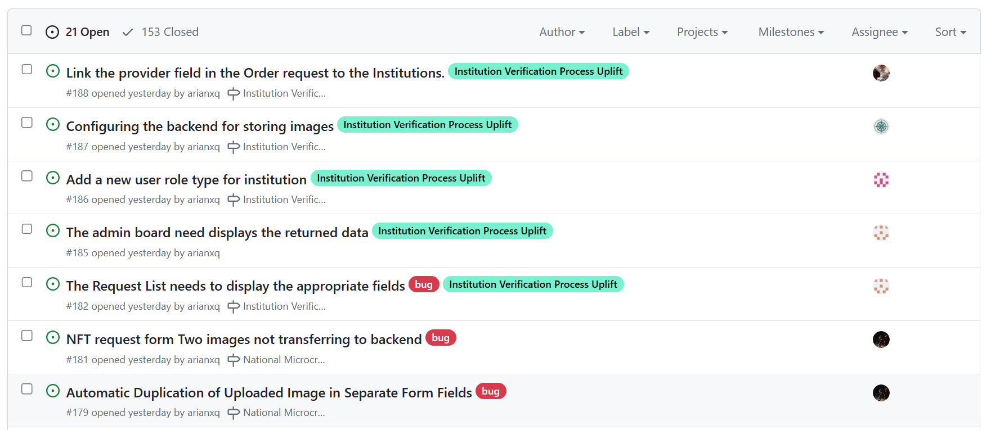 21 Open 153 Closed Author Label Projects Milestones Assignee Sort
Link the provider field in the Order request to the Institutions. Institution Verification Process Uplift
#188 opened yesterday by arianxq Institution Verific...
Configuring the backend for storing images Institution Verification Process Uplift
#187 opened yesterday by arianxq Institution Verific...
Add a new user role type for institution Institution Verification Process Uplift
#186 opened yesterday by arianxq Institution Verific...
The admin board need displays the returned data Institution Verification Process Uplift
#185 opened yesterday by arianxq
The Request List needs to display the appropriate fields bug Institution Verification Process Uplift
#182 opened yesterday by arianxq Institution Verific...
NFT request form Two images not transferring to backend bug
#181 opened yesterday by arianxq National Microcr...
Automatic Duplication of Uploaded Image in Separate Form Fields bug
#179 opened yesterday by arianxq National Microcr...